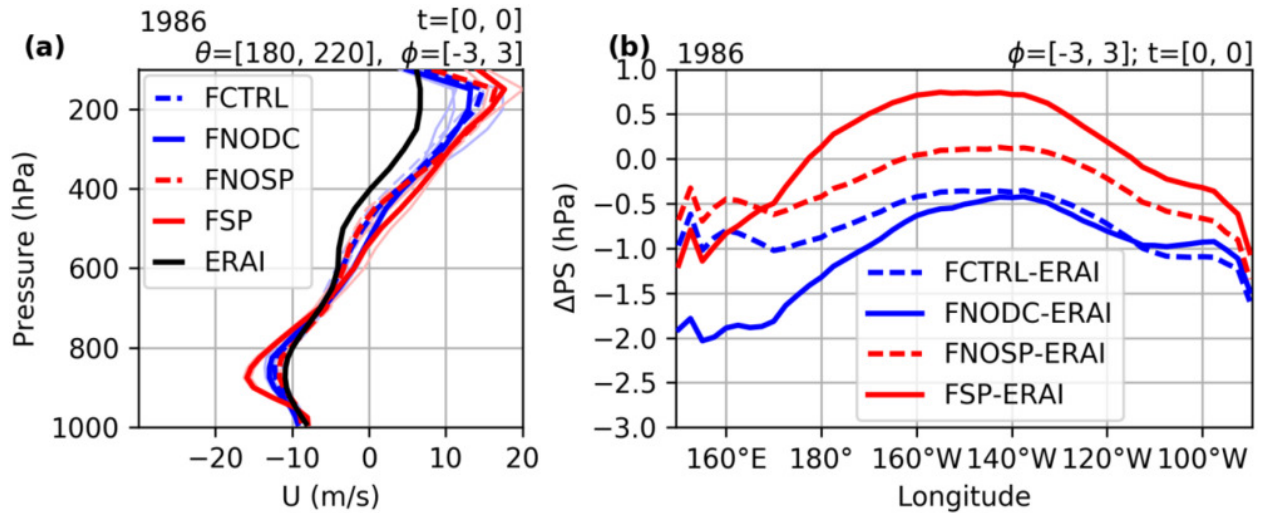 (a)
1986
t=[0, 0]
θ=[180, 220], ϕ=[-3, 3]
FCTRL
FNODC
FNOSP
FSP
ERAI
Pressure (hPa)
200
400
600
800
1000
−20 −10 0 10 20
U (m/s)
(b)
1986 ϕ=[-3, 3]; t=[0, 0]
ΔPS (hPa)
1.0
0.5
0.0
−0.5
−1.0
−1.5
−2.0
−2.5
−3.0
FCTRL-ERAI
FNODC-ERAI
FNOSP-ERAI
FSP-ERAI
160°E 180° 160°W 140°W 120°W 100°W
Longitude